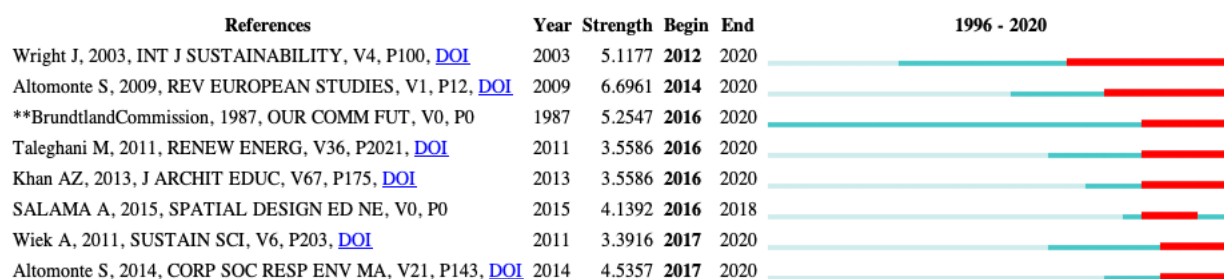 References Year Strength Begin End 1996 - 2020
Wright J, 2003, INT J SUSTAINABILITY, V4, P100, DOI 2003 5.1177 2012 2020
Altomonte S, 2009, REV EUROPEAN STUDIES, V1, P12, DOI 2009 6.6961 2014 2020
**BrundtlandCommission, 1987, OUR COMM FUT, V0, P0 1987 5.2547 2016 2020
Taleghani M, 2011, RENEW ENERG, V36, P2021, DOI 2011 3.5586 2016 2020
Khan AZ, 2013, J ARCHIT EDUC, V67, P175, DOI 2013 3.5586 2016 2020
SALAMA A, 2015, SPATIAL DESIGN ED NE, V0, P0 2015 4.1392 2016 2018
Wiek A, 2011, SUSTAIN SCI, V6, P203, DOI 2011 3.3916 2017 2020
Altomonte S, 2014, CORP SOC RESP ENV MA, V21, P143, DOI 2014 4.5357 2017 2020